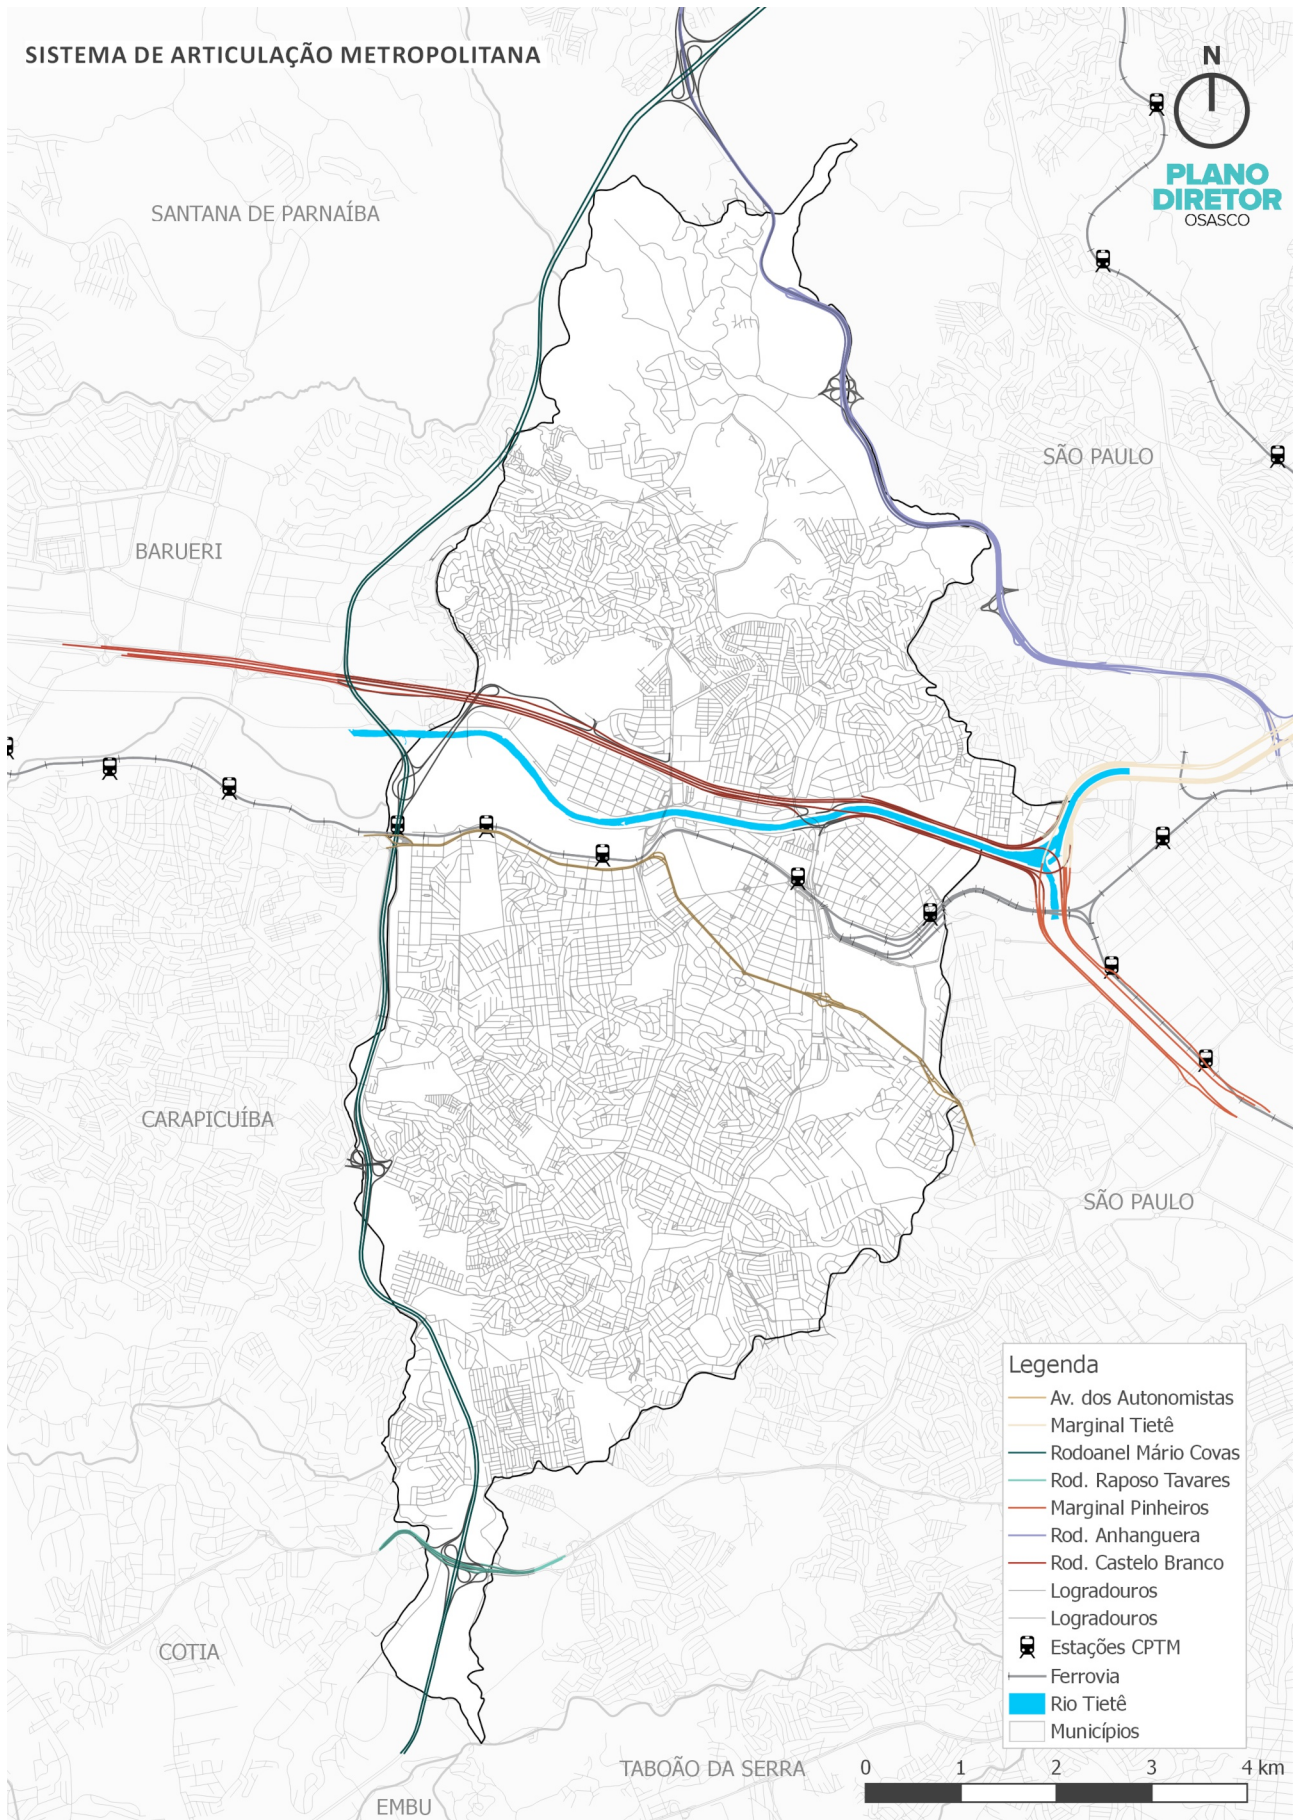 SISTEMA DE ARTICULAÇÃO METROPOLITANA
N
PLANO
DIRETOR
OSASCO
SANTANA DE PARNAÍBA
SÃO PAULO
BARUERI
CARAPICUÍBA
SÃO PAULO
COTIA
TABOÃO DA SERRA
EMBU
Legenda
Av. dos Autonomistas
Marginal Tietê
Rodoanel Mário Covas
Rod. Raposo Tavares
Marginal Pinheiros
Rod. Anhanguera
Rod. Castelo Branco
Logradouros
Logradouros
Estações CPTM
Ferrovia
Rio Tietê
Municípios
0 1 2 3 4 km